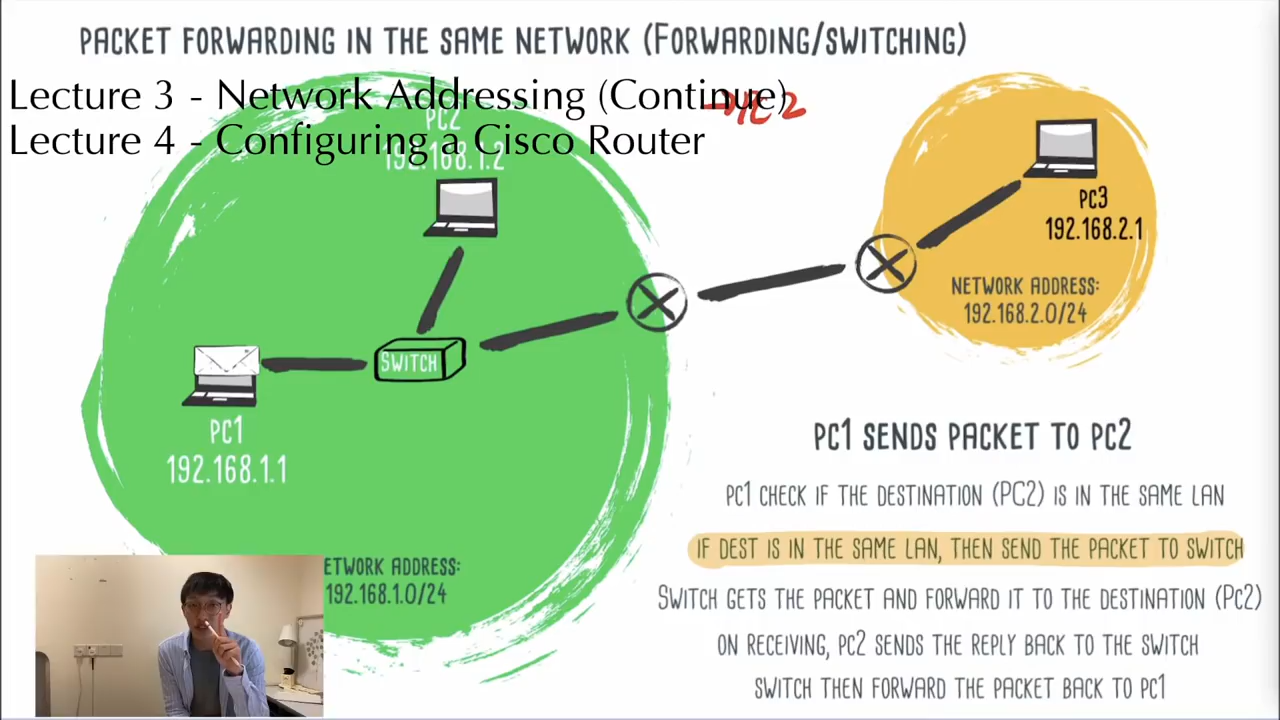 PACKET FORWARDING IN THE SAME NETWORK (FORWARDING/SWITCHING)
Lecture 3 - Network Addressing (Continue)
Lecture 4 - Configuring a Cisco Router
PC2
192.168.1.2
PC3
192.168.2.1
NETWORK ADDRESS:
192.168.2.0/24
SWITCH
PC1
192.168.1.1
ETWORK ADDRESS:
192.168.1.0/24
PC1 SENDS PACKET TO PC2
PC1 CHECK IF THE DESTINATION (PC2) IS IN THE SAME LAN
IF DEST IS IN THE SAME LAN, THEN SEND THE PACKET TO SWITCH
SWITCH GETS THE PACKET AND FORWARD IT TO THE DESTINATION (PC2)
ON RECEIVING, PC2 SENDS THE REPLY BACK TO THE SWITCH
SWITCH THEN FORWARD THE PACKET BACK TO PC1